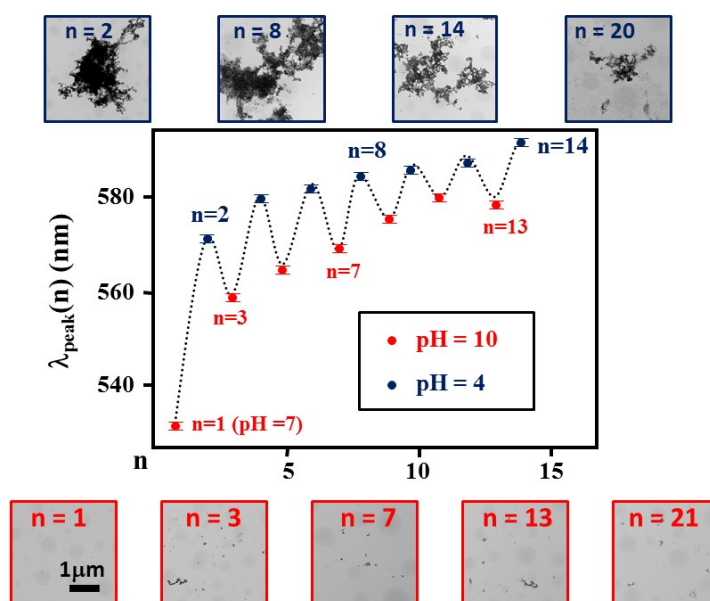 n = 2
n = 8
n = 14
n = 20
λpeak(n) (nm)
580
560
540
n=2
n=8
n=14
n=3
n=7
n=13
n=1 (pH =7)
pH = 10
pH = 4
n
5
10
15
n = 1
n = 3
n = 7
n = 13
n = 21
1μm